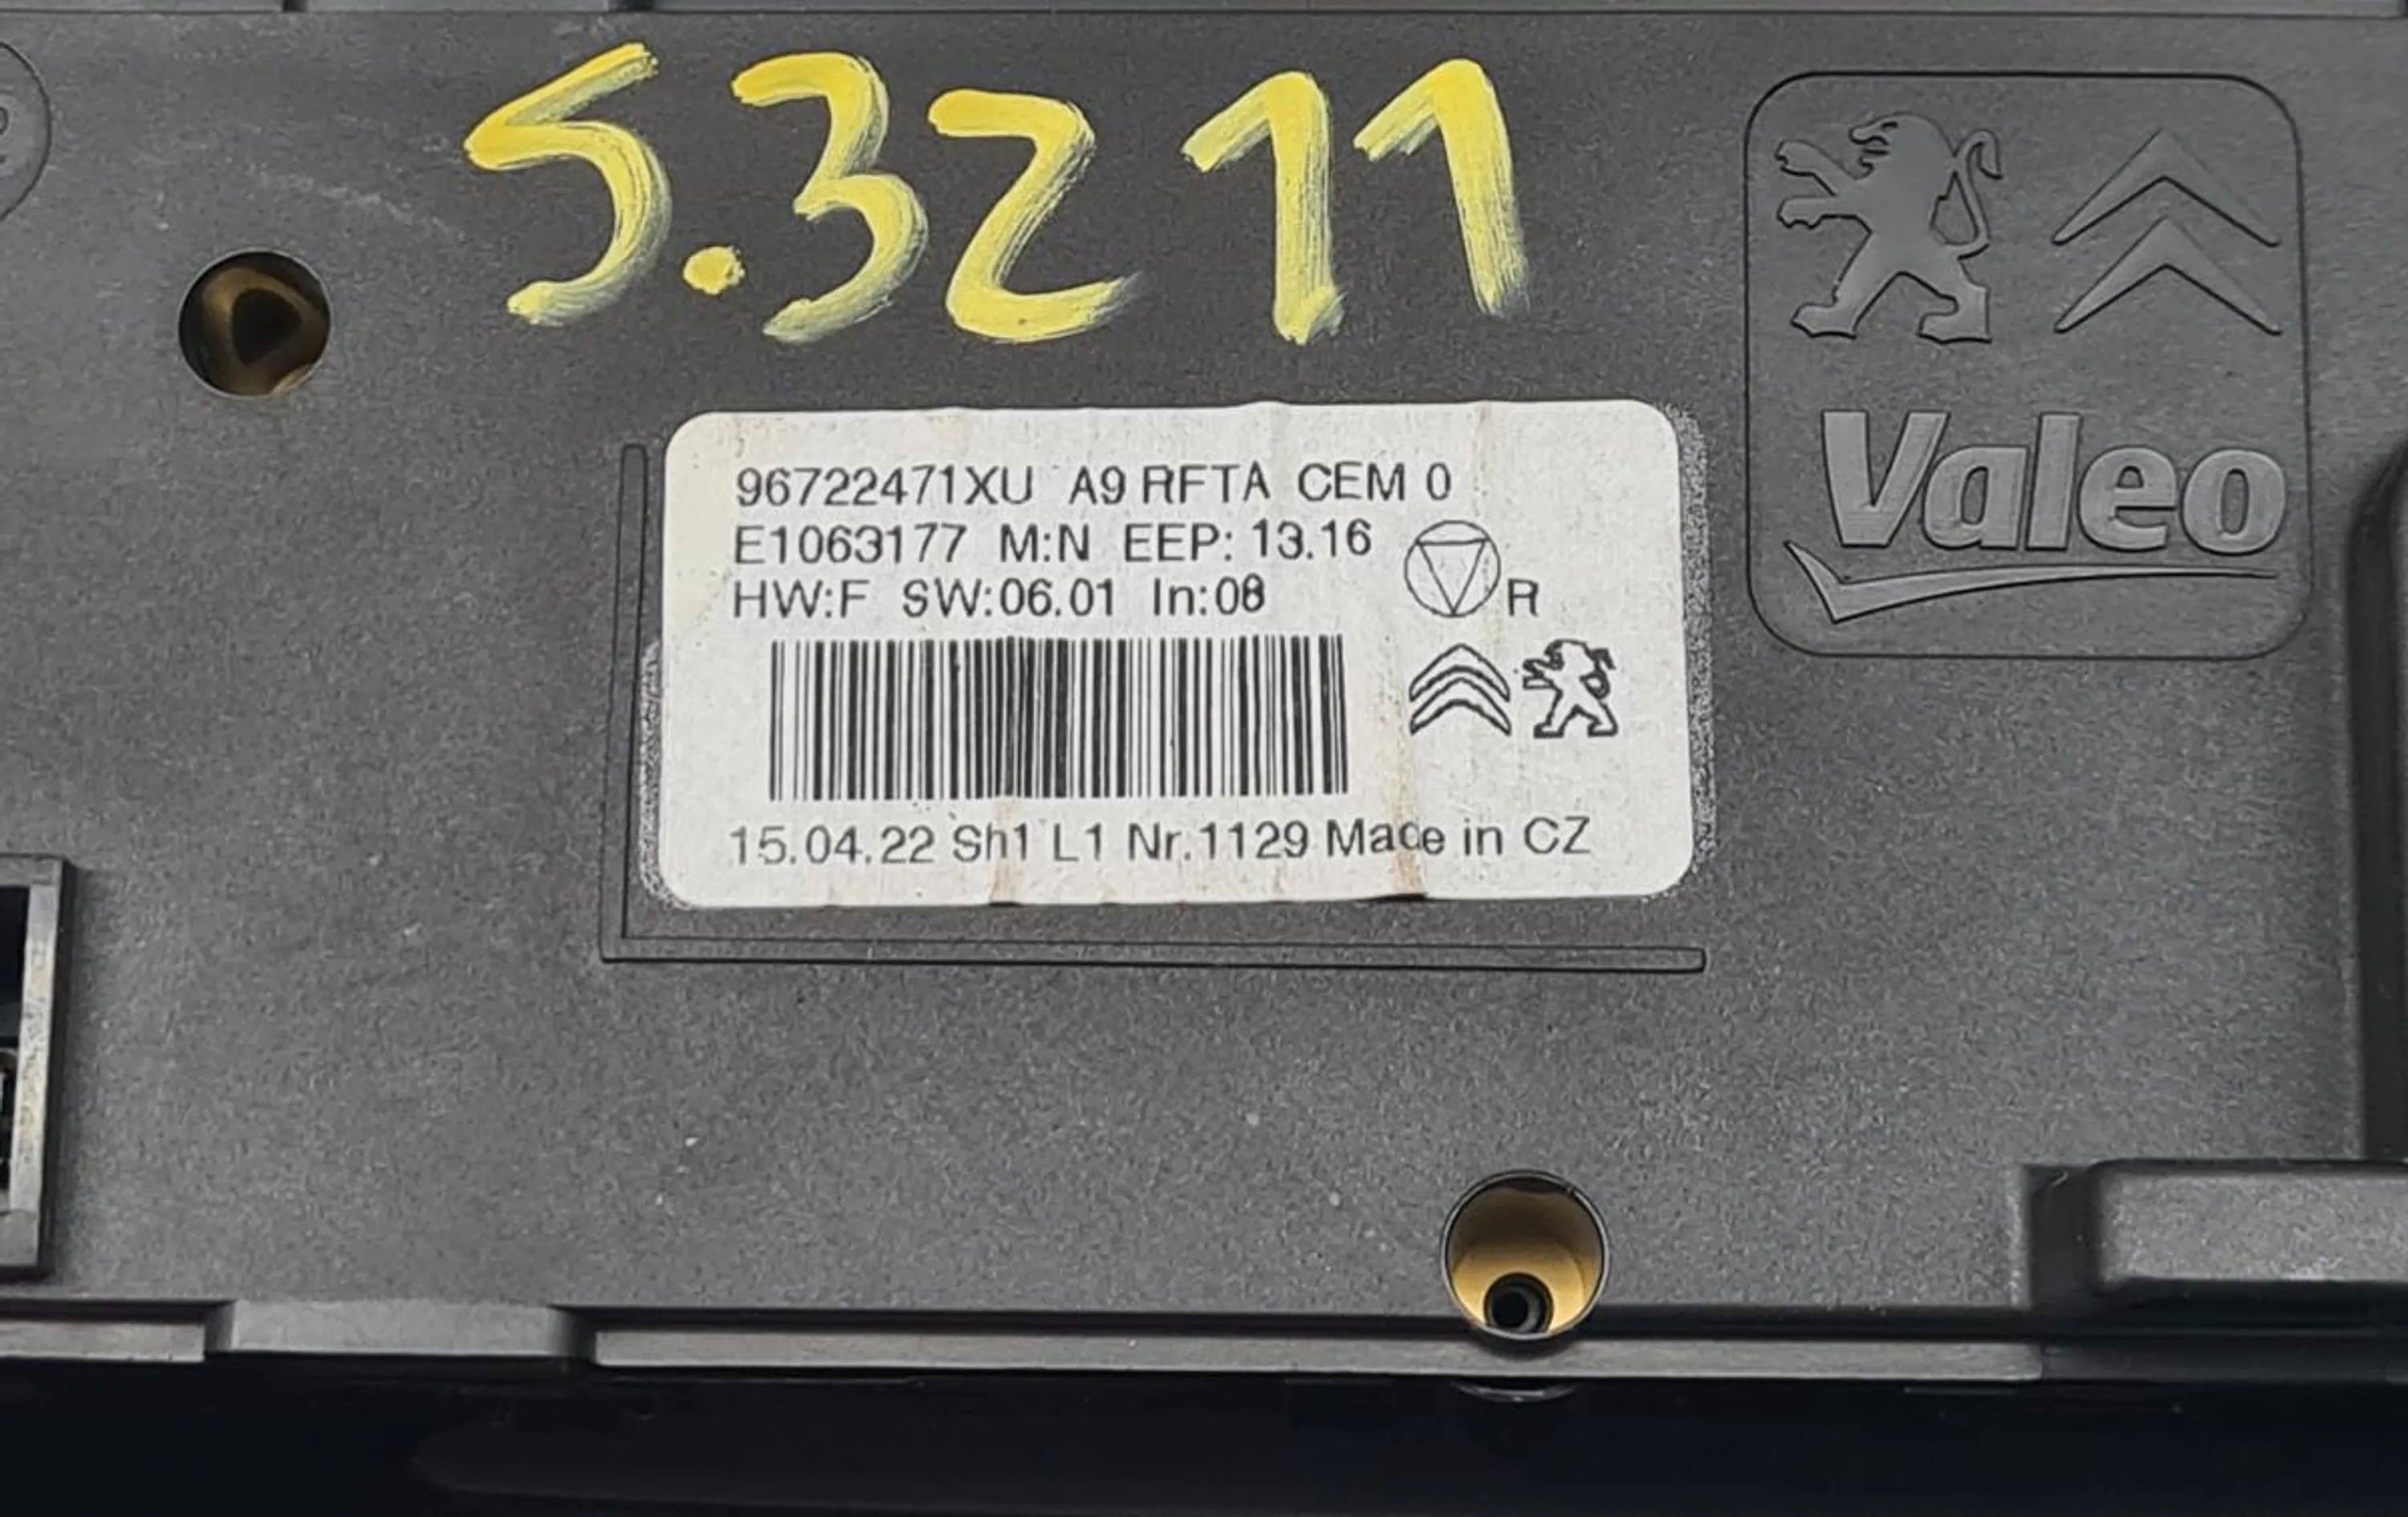 5.3211
Valeo
96722471XU A9 RFTA CEM 0
E1063177 M:N EEP: 13.16
HW:F SW:06.01 In:08
R
15.04.22 Sh1 L1 Nr.1129 Made in CZ